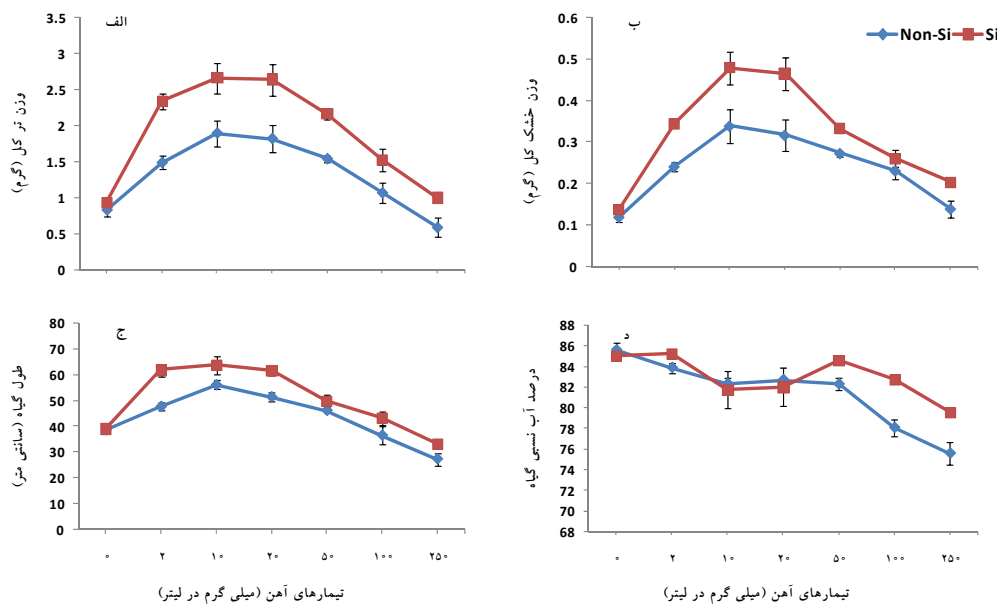 الف
3.5
3
2.5
2
1.5
1
0.5
0
وزن تر کل (گرم)
ب
Non-Si Si
0.6
0.5
0.4
0.3
0.2
0.1
0
وزن خشک کل (گرم)
ج
80
70
60
50
40
30
20
10
0
طول گیاه (سانتی متر)
۰ ۲ ۱۰ ۲۰ ۵۰ ۱۰۰ ۲۵۰
تیمارهای آهن (میلی گرم در لیتر)
د
88
86
84
82
80
78
76
74
72
70
68
درصد آب نسبی گیاه
۰ ۲ ۱۰ ۲۰ ۵۰ ۱۰۰ ۲۵۰
تیمارهای آهن (میلی گرم در لیتر)